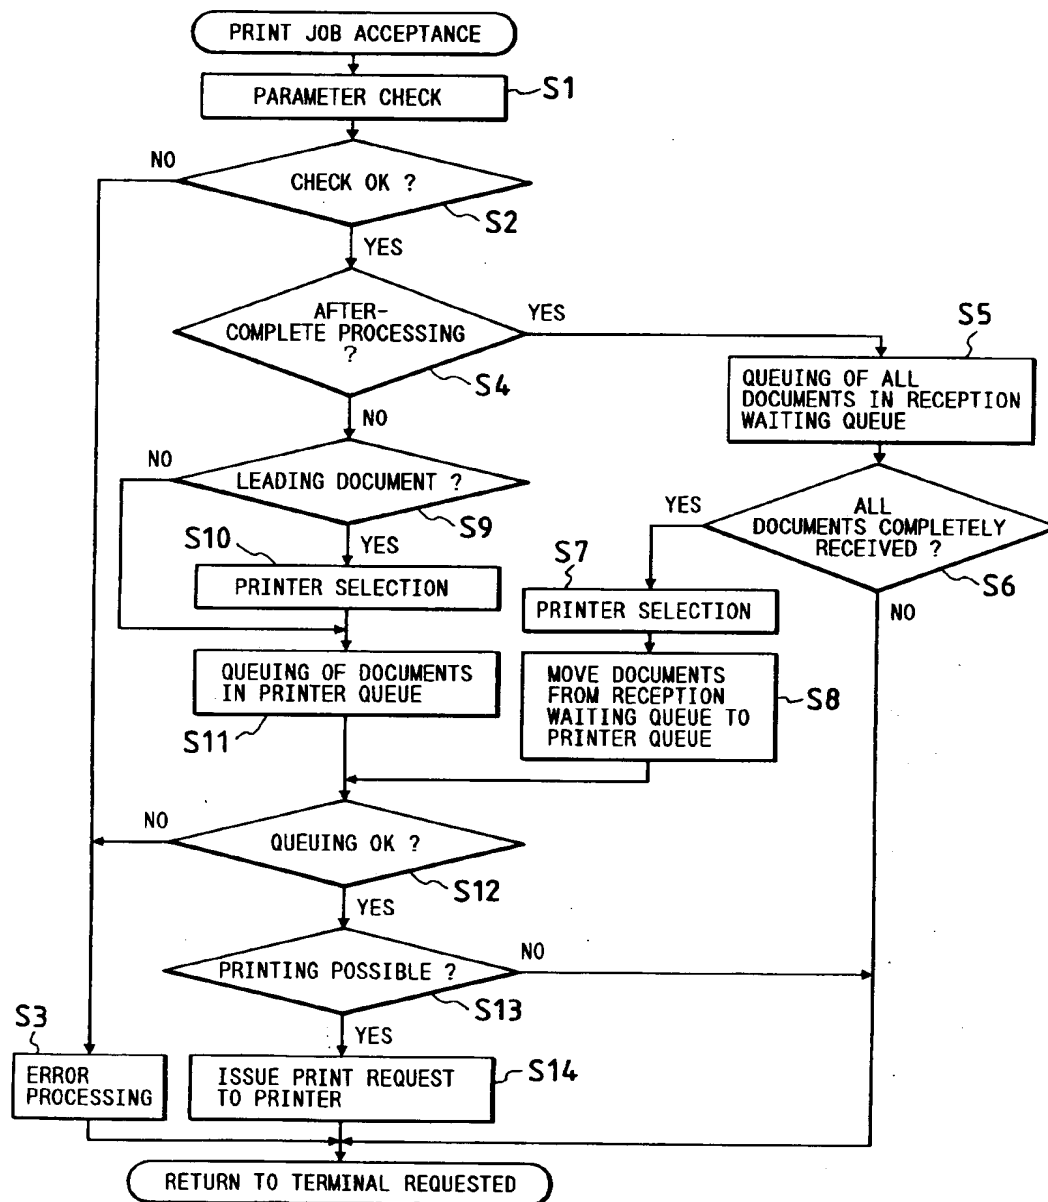 PRINT JOB ACCEPTANCE
PARAMETER CHECK
S1
NO
CHECK OK ?
S2
YES
AFTER-
COMPLETE PROCESSING
?
YES
S4
S5
QUEUING OF ALL
DOCUMENTS IN RECEPTION
WAITING QUEUE
NO
NO
LEADING DOCUMENT ?
S9
YES
ALL
DOCUMENTS COMPLETELY
RECEIVED ?
S6
YES
NO
S10
PRINTER SELECTION
S7
PRINTER SELECTION
QUEUING OF DOCUMENTS
IN PRINTER QUEUE
S11
MOVE DOCUMENTS
FROM RECEPTION
WAITING QUEUE TO
PRINTER QUEUE
S8
NO
QUEUING OK ?
S12
YES
PRINTING POSSIBLE ?
NO
S13
YES
S3
ERROR
PROCESSING
ISSUE PRINT REQUEST
TO PRINTER
S14
RETURN TO TERMINAL REQUESTED